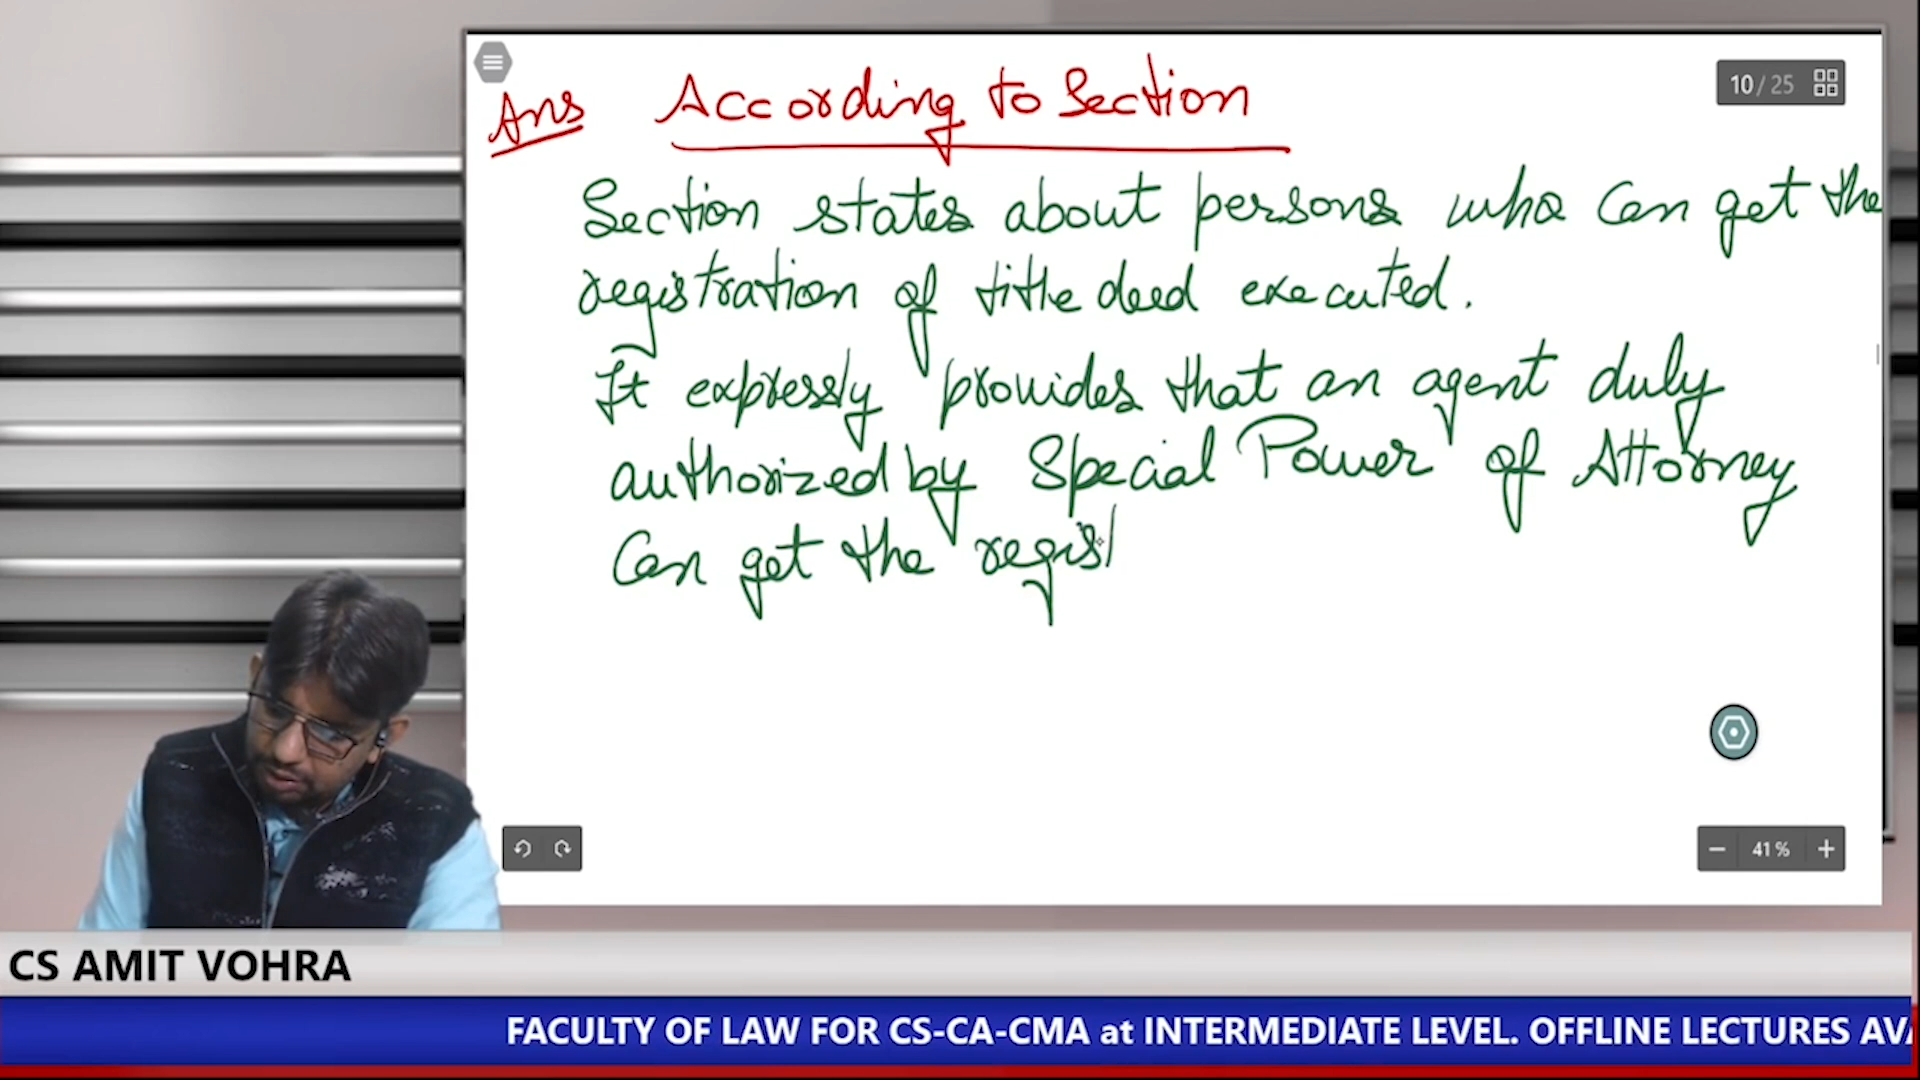 Ans According to Section
10 / 25
Section states about persons who can get the
registration of title deed executed.
It expressly provides that an agent duly
authorized by Special Power of Attorney
Can get the regist
41%
CS AMIT VOHRA
FACULTY OF LAW FOR CS-CA-CMA at INTERMEDIATE LEVEL. OFFLINE LECTURES AVA